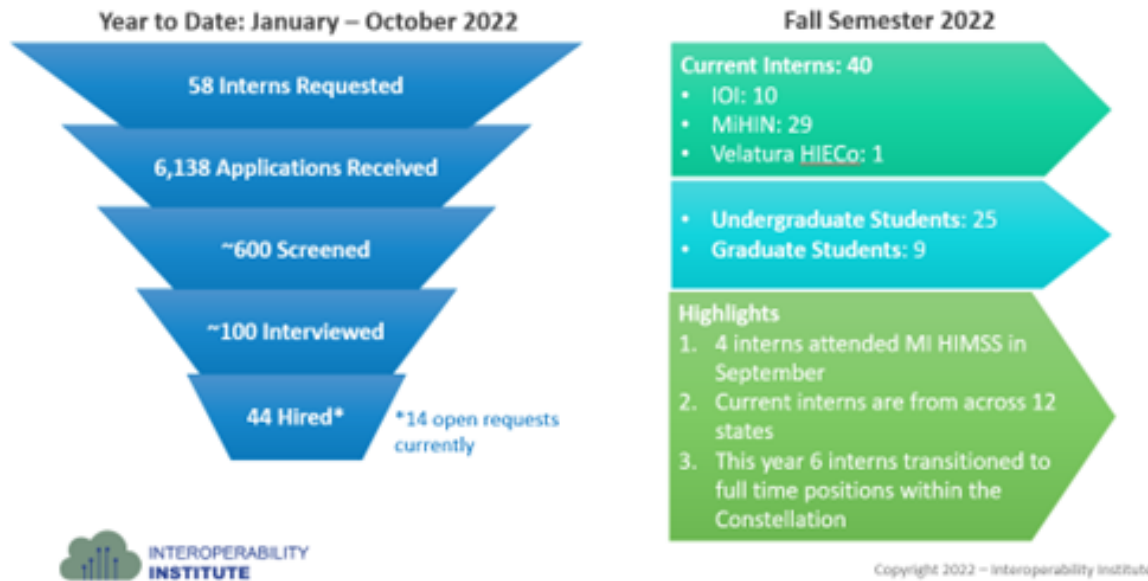 Year to Date: January – October 2022
58 Interns Requested
6,138 Applications Received
~600 Screened
~100 Interviewed
44 Hired*
*14 open requests
currently
INTEROPERABILITY
INSTITUTE
Fall Semester 2022
Current Interns: 40
• IOI: 10
• MiHIN: 29
• Velatura HIECo: 1
• Undergraduate Students: 25
• Graduate Students: 9
Highlights
1. 4 interns attended MI HIMSS in
September
2. Current interns are from across 12
states
3. This year 6 interns transitioned to
full time positions within the
Constellation
Copyright 2022 – Interoperability Institute